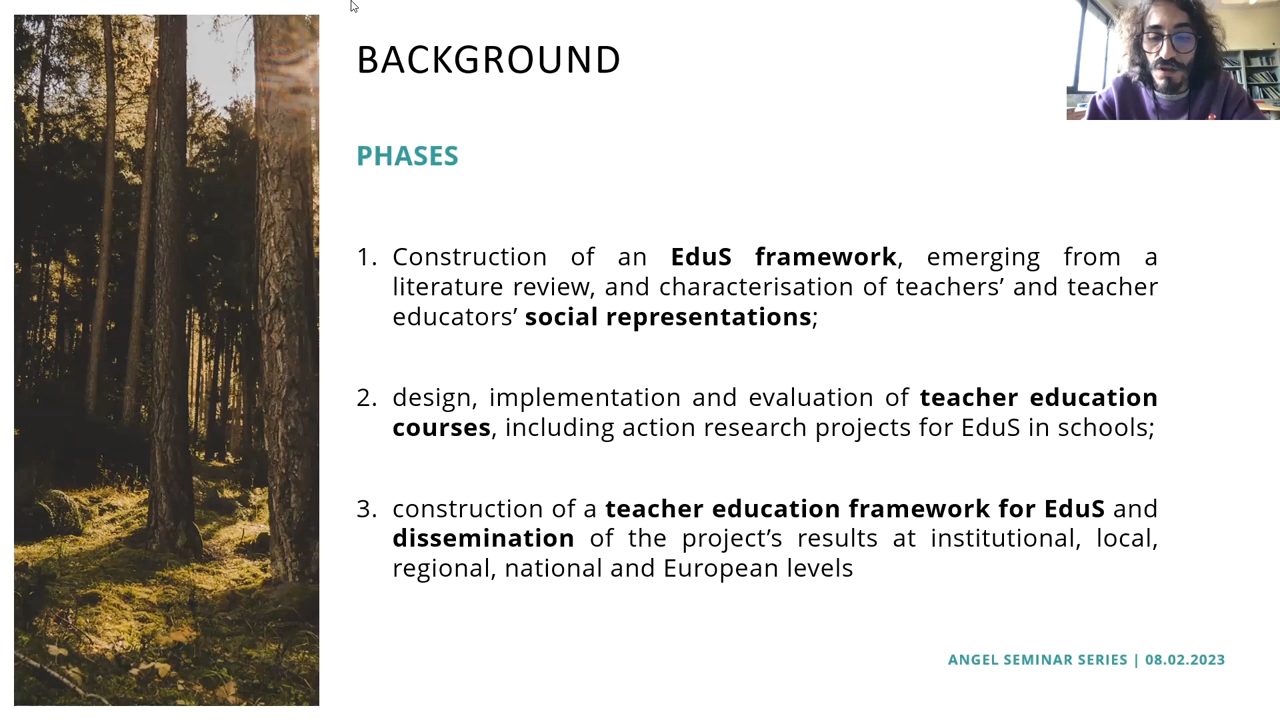 BACKGROUND
PHASES
1. Construction of an EduS framework, emerging from a
literature review, and characterisation of teachers’ and teacher
educators’ social representations;
2. design, implementation and evaluation of teacher education
courses, including action research projects for EduS in schools;
3. construction of a teacher education framework for EduS and
dissemination of the project’s results at institutional, local,
regional, national and European levels
ANGEL SEMINAR SERIES | 08.02.2023